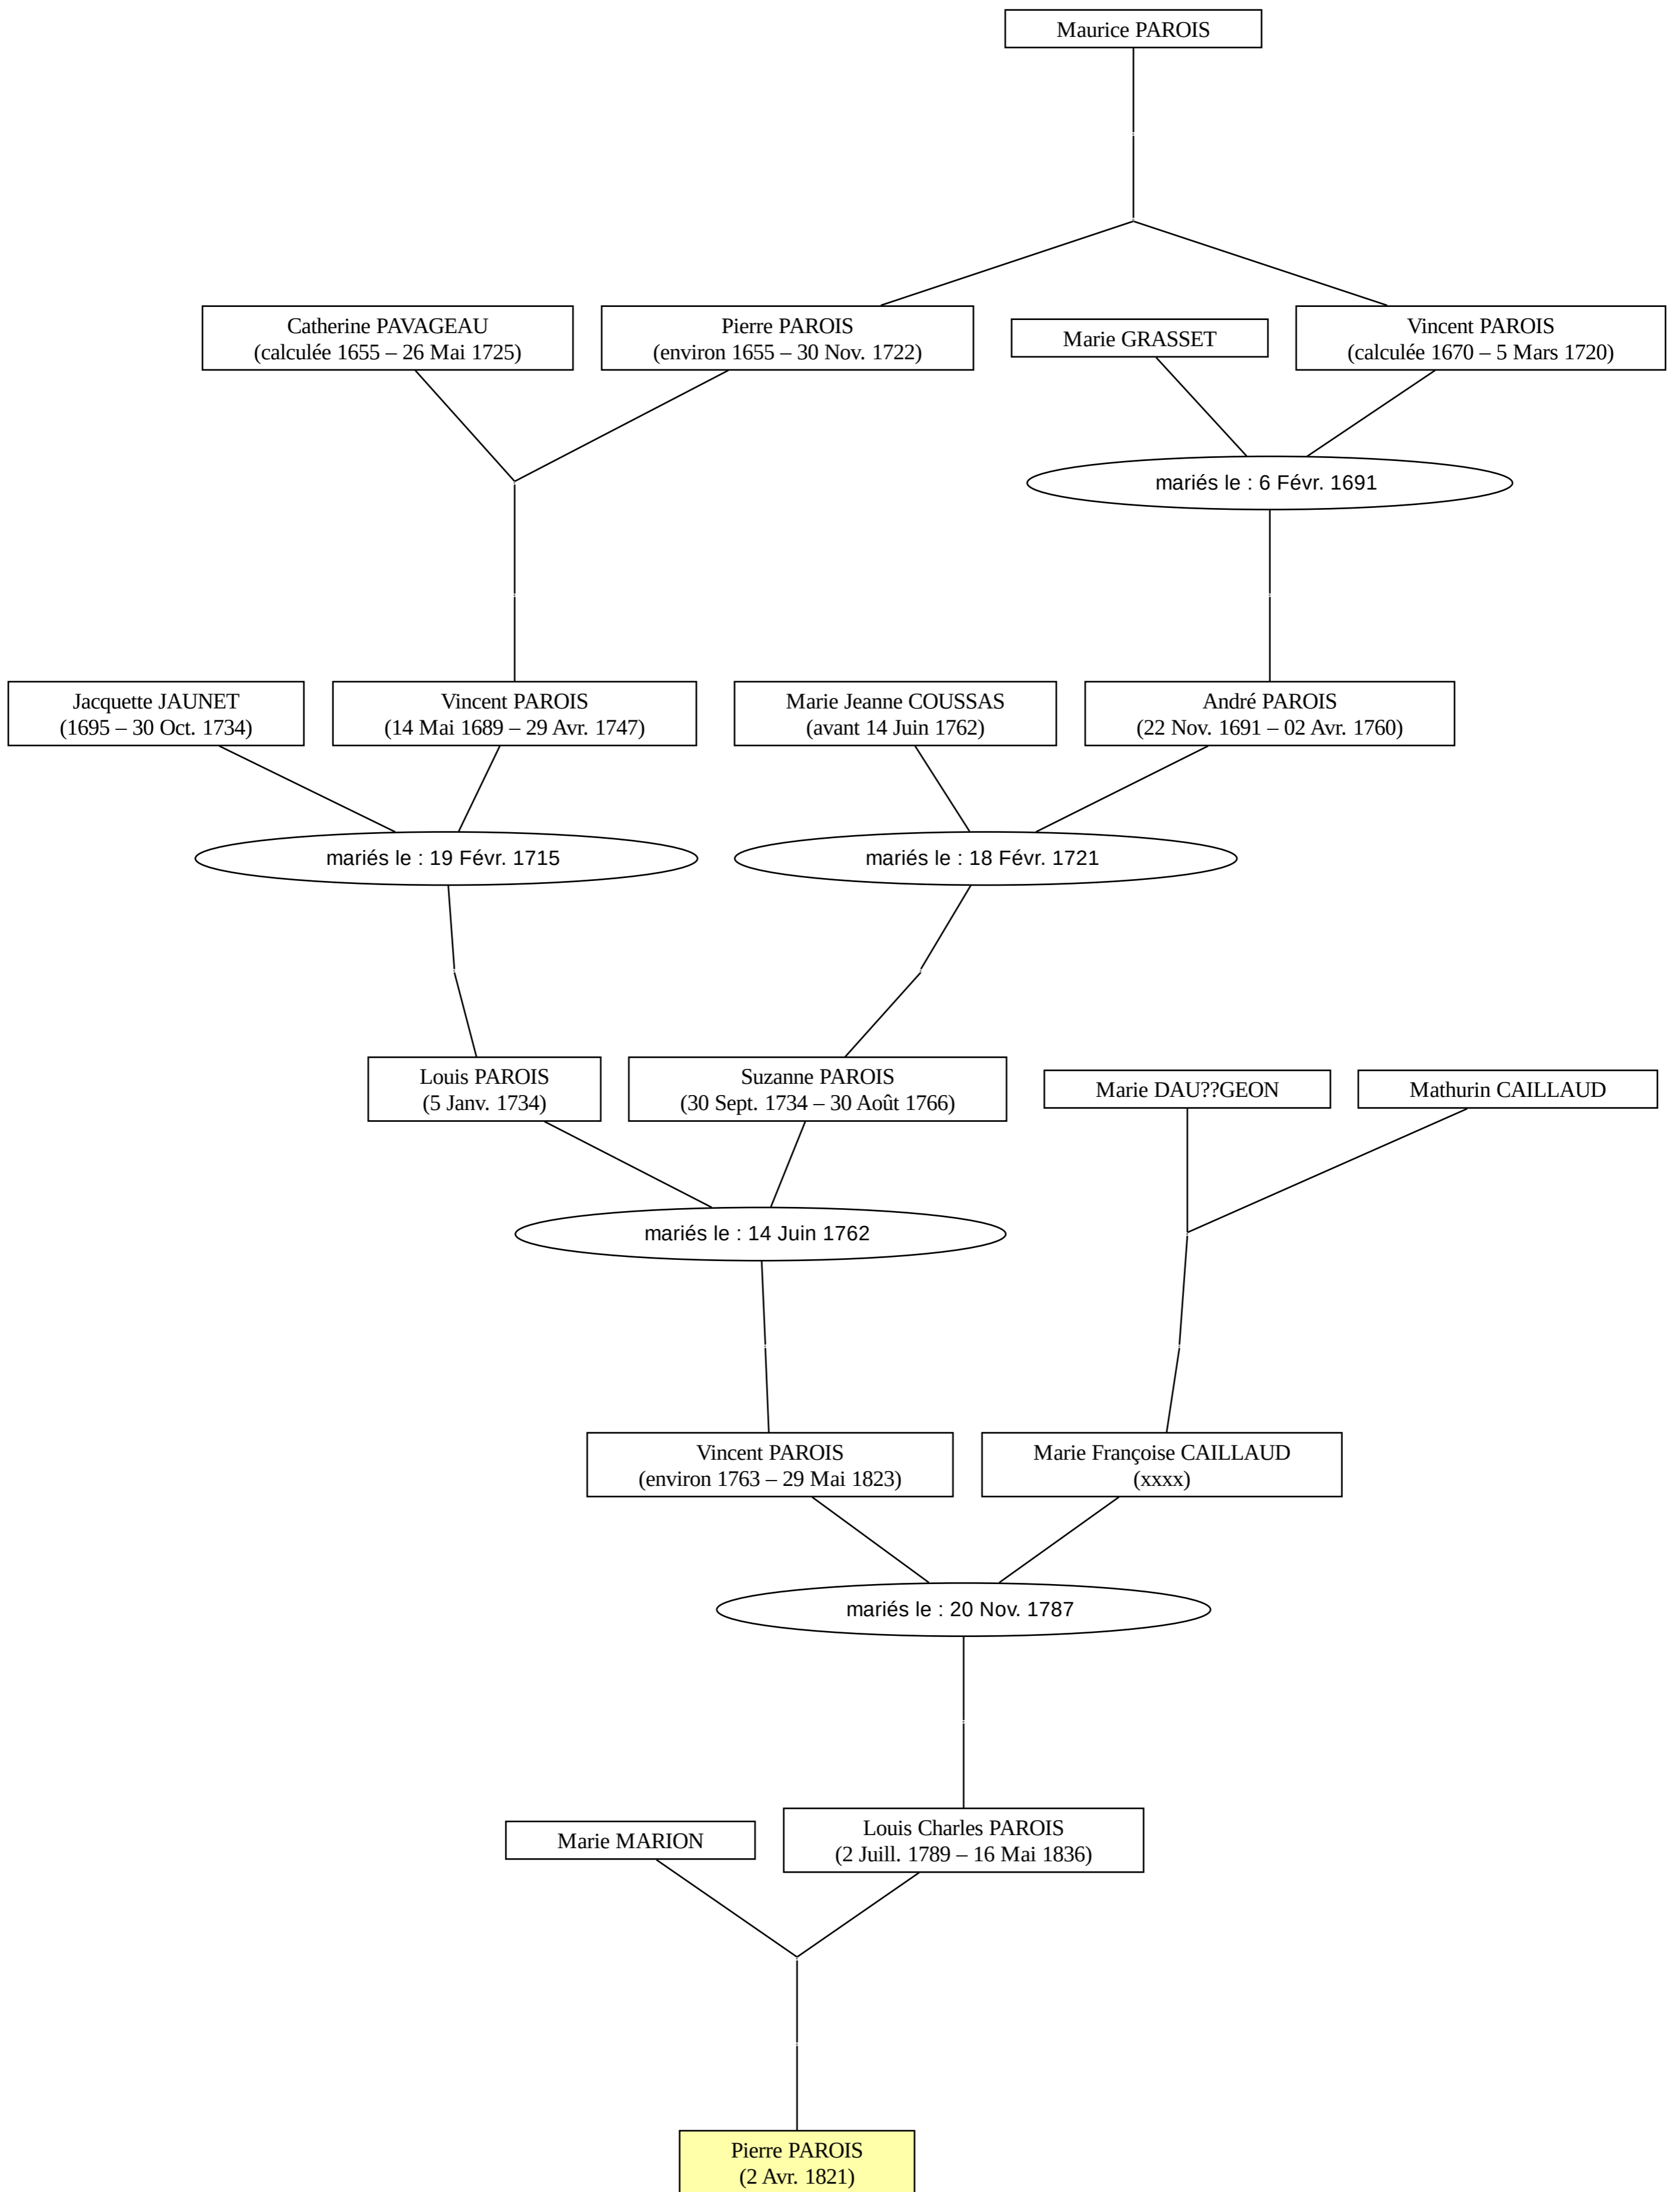 Maurice PAROIS
Catherine PAVAGEAU
(calculée 1655 – 26 Mai 1725)
Pierre PAROIS
(environ 1655 – 30 Nov. 1722)
Marie GRASSET
Vincent PAROIS
(calculée 1670 – 5 Mars 1720)
mariés le : 6 Févr. 1691
Jacquette JAUNET
(1695 – 30 Oct. 1734)
Vincent PAROIS
(14 Mai 1689 – 29 Avr. 1747)
Marie Jeanne COUSSAS
(avant 14 Juin 1762)
André PAROIS
(22 Nov. 1691 – 02 Avr. 1760)
mariés le : 19 Févr. 1715
mariés le : 18 Févr. 1721
Louis PAROIS
(5 Janv. 1734)
Suzanne PAROIS
(30 Sept. 1734 – 30 Août 1766)
Marie DAU??GEON
Mathurin CAILLAUD
mariés le : 14 Juin 1762
Vincent PAROIS
(environ 1763 – 29 Mai 1823)
Marie Françoise CAILLAUD
(xxxx)
mariés le : 20 Nov. 1787
Marie MARION
Louis Charles PAROIS
(2 Juill. 1789 – 16 Mai 1836)
Pierre PAROIS
(2 Avr. 1821)